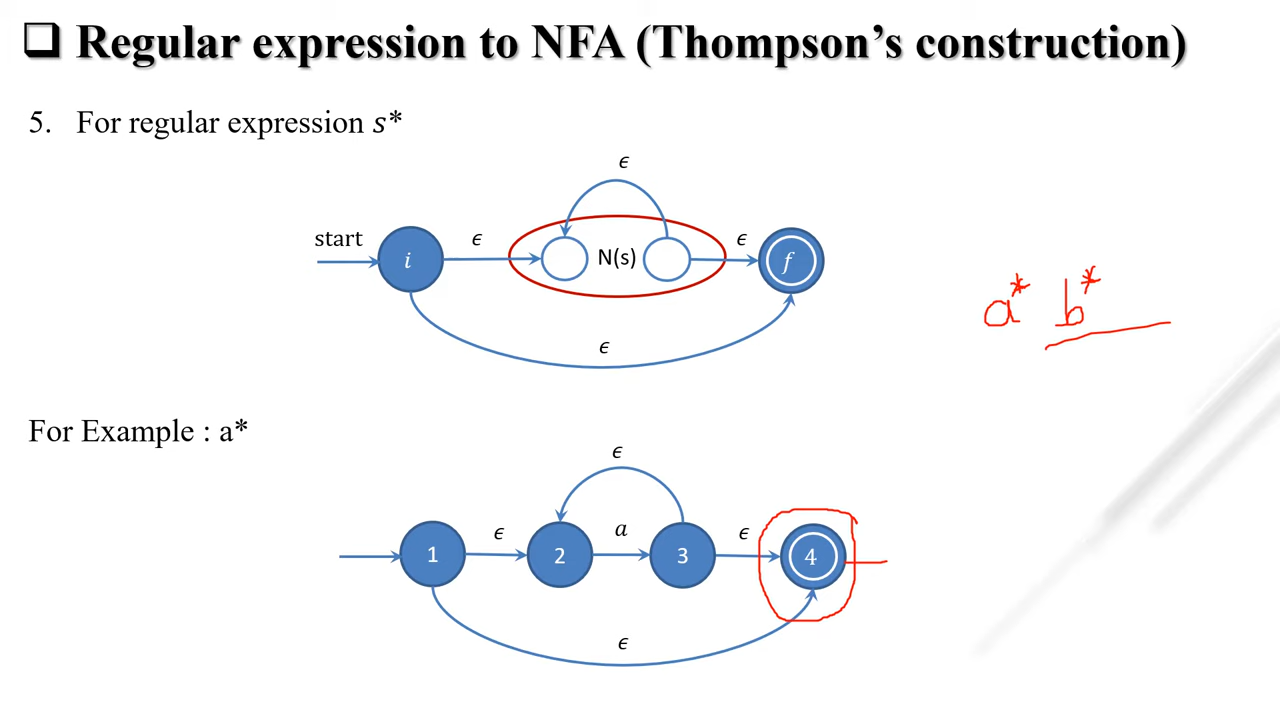 ❑ Regular expression to NFA (Thompson’s construction)
5. For regular expression s*
ϵ
start
i
ϵ
N(s)
ϵ
f
ϵ
a* b*
For Example : a*
ϵ
1
ϵ
2
a
3
ϵ
4
ϵ